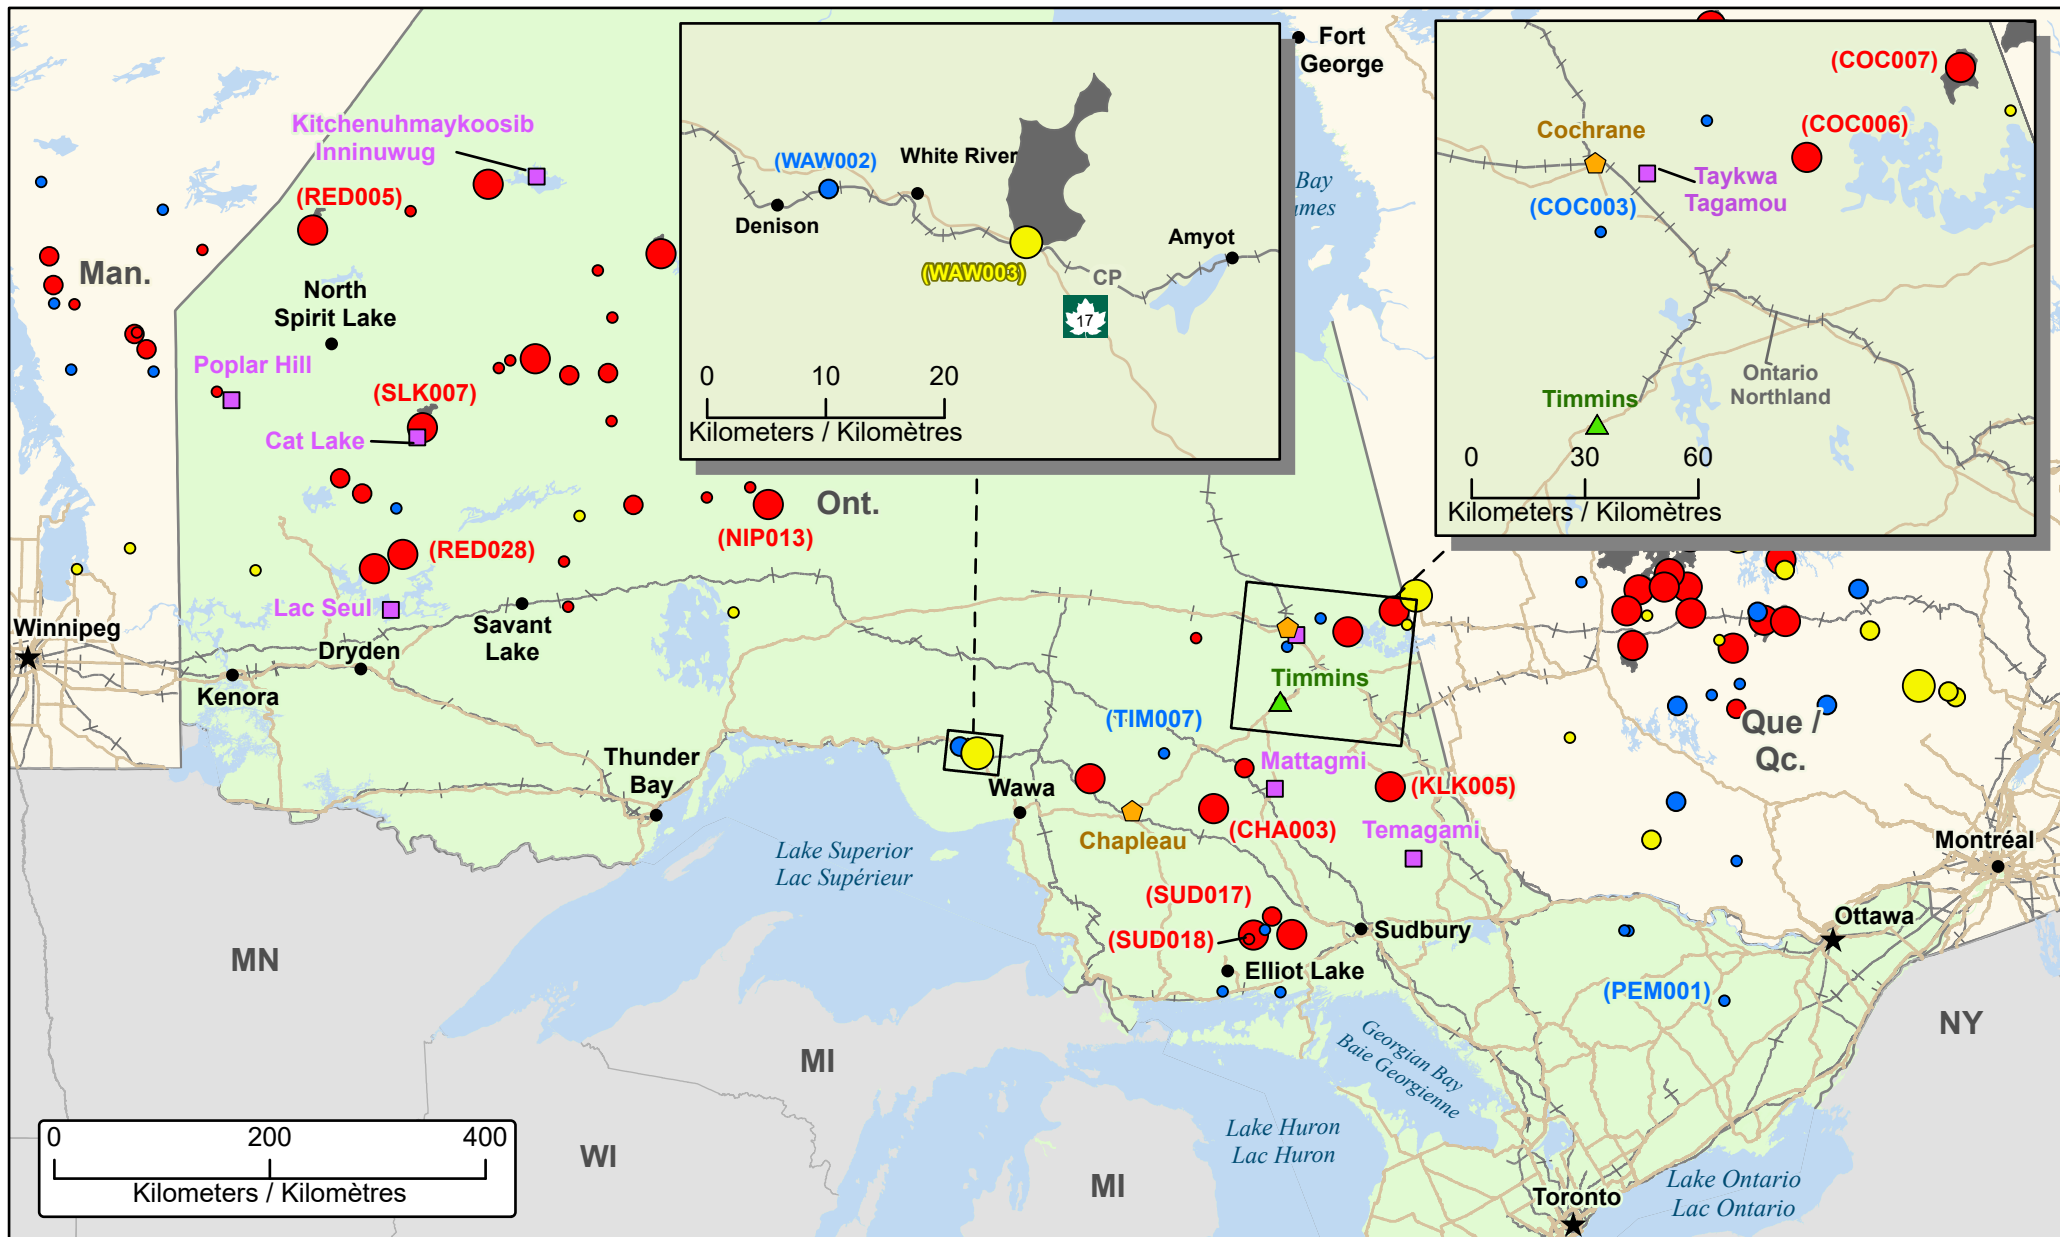 Fort
George
(COC007)
(COC006)
Cochrane
Taykwa
Tagamou
(COC003)
Ontario
Northland
Timmins
0 30 60
Kilometers / Kilomètres
White River
(WAW002)
Denison
(WAW003)
Amyot
CP
17
0 10 20
Kilometers / Kilomètres
Bay
Kitchenuhmaykoosib
Inninuwug
(RED005)
Man.
North
Spirit Lake
Poplar Hill
(SLK007)
Cat Lake
Ont.
(NIP013)
(RED028)
Lac Seul
Winnipeg
Savant
Lake
Dryden
Kenora
Thunder
Bay
Wawa
Timmins
(TIM007)
Mattagmi
(KLK005)
(CHA003)
Temagami
Chapleau
Que /
Qc.
Montréal
Lake Superior
Lac Supérieur
(SUD017)
(SUD018)
Sudbury
Elliot Lake
Ottawa
(PEM001)
MN
NY
MI
Georgian Bay
Baie Georgienne
Lake Huron
Lac Huron
WI
MI
Lake Ontario
Lac Ontario
Toronto
0 200 400
Kilometers / Kilomètres